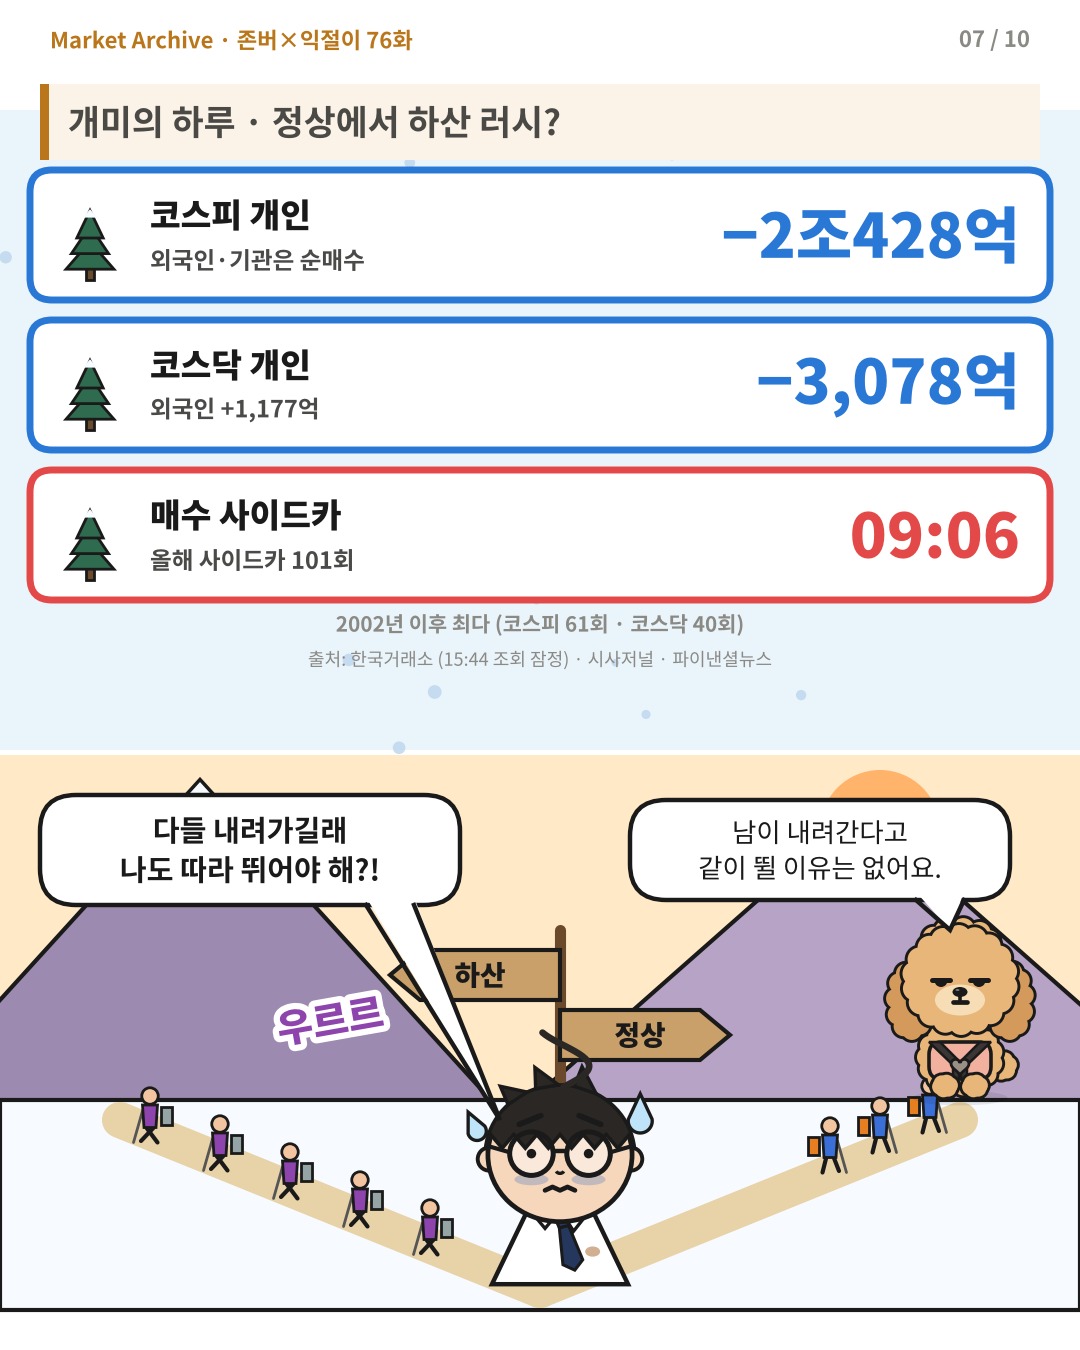 Market Archive · 존버×익절이 76화
07 / 10
개미의 하루 · 정상에서 하산 러시?
코스피 개인
외국인·기관은 순매수
−2조428억
코스닥 개인
외국인 +1,177억
−3,078억
매수 사이드카
올해 사이드카 101회
09:06
2002년 이후 최다 (코스피 61회 · 코스닥 40회)
출처: 한국거래소 (15:44 조회 잠정) · 시사저널 · 파이낸셜뉴스
다들 내려가길래
나도 따라 뛰어야 해?!
남이 내려간다고
같이 뛸 이유는 없어요.
하산
우르르
정상